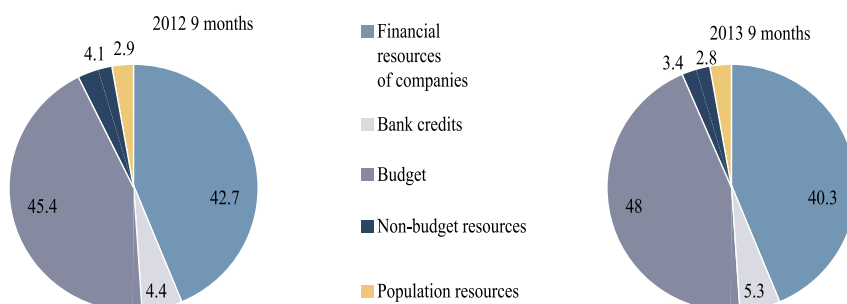 2012 9 months
4.1
2.9
45.4
42.7
4.4
Financial
resources
of companies
Bank credits
Budget
Non-budget resources
Population resources
2013 9 months
3.4
2.8
48
40.3
5.3